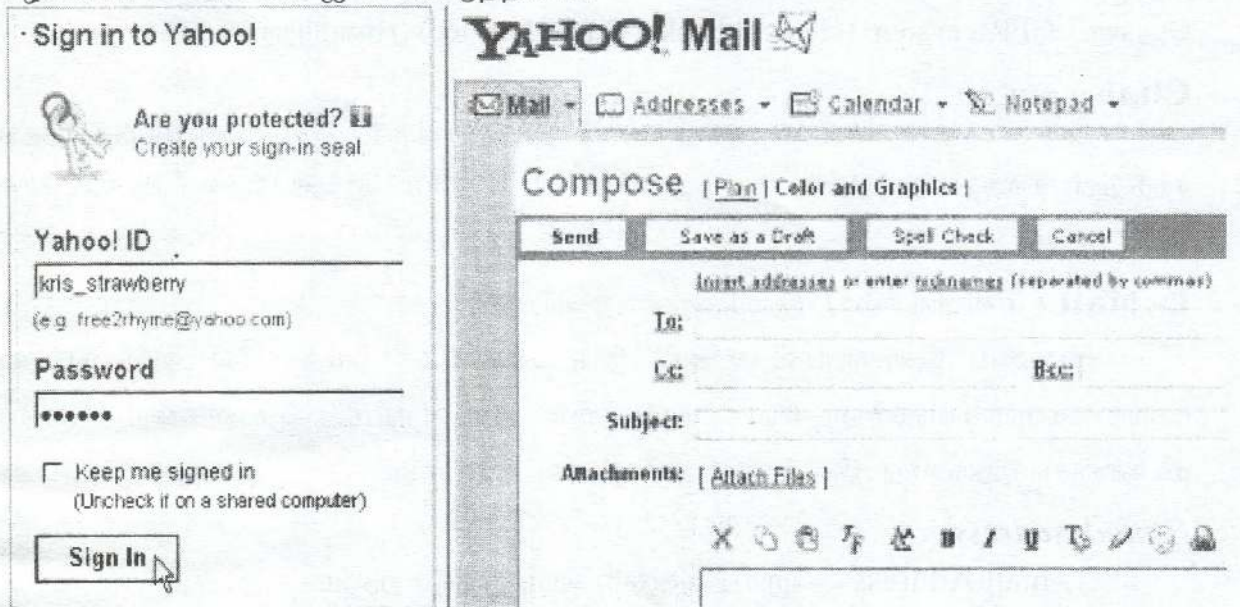 Sign in to Yahoo!
Are you protected?
Create your sign-in seal
Yahoo! ID
kris_strawberry
(e.g. free2rhyme@yahoo.com)
Password
••••••
Keep me signed in
(Uncheck if on a shared computer)
Sign In
YAHOO! Mail
Mail Addresses Calendar Notepad
Compose [ Plan | Color and Graphics ]
Send Save as a Draft Spell Check Cancel
Insert addresses or enter nicknames (separated by commas)
To:
Cc: Bcc:
Subject:
Attachments: [ Attach Files ]